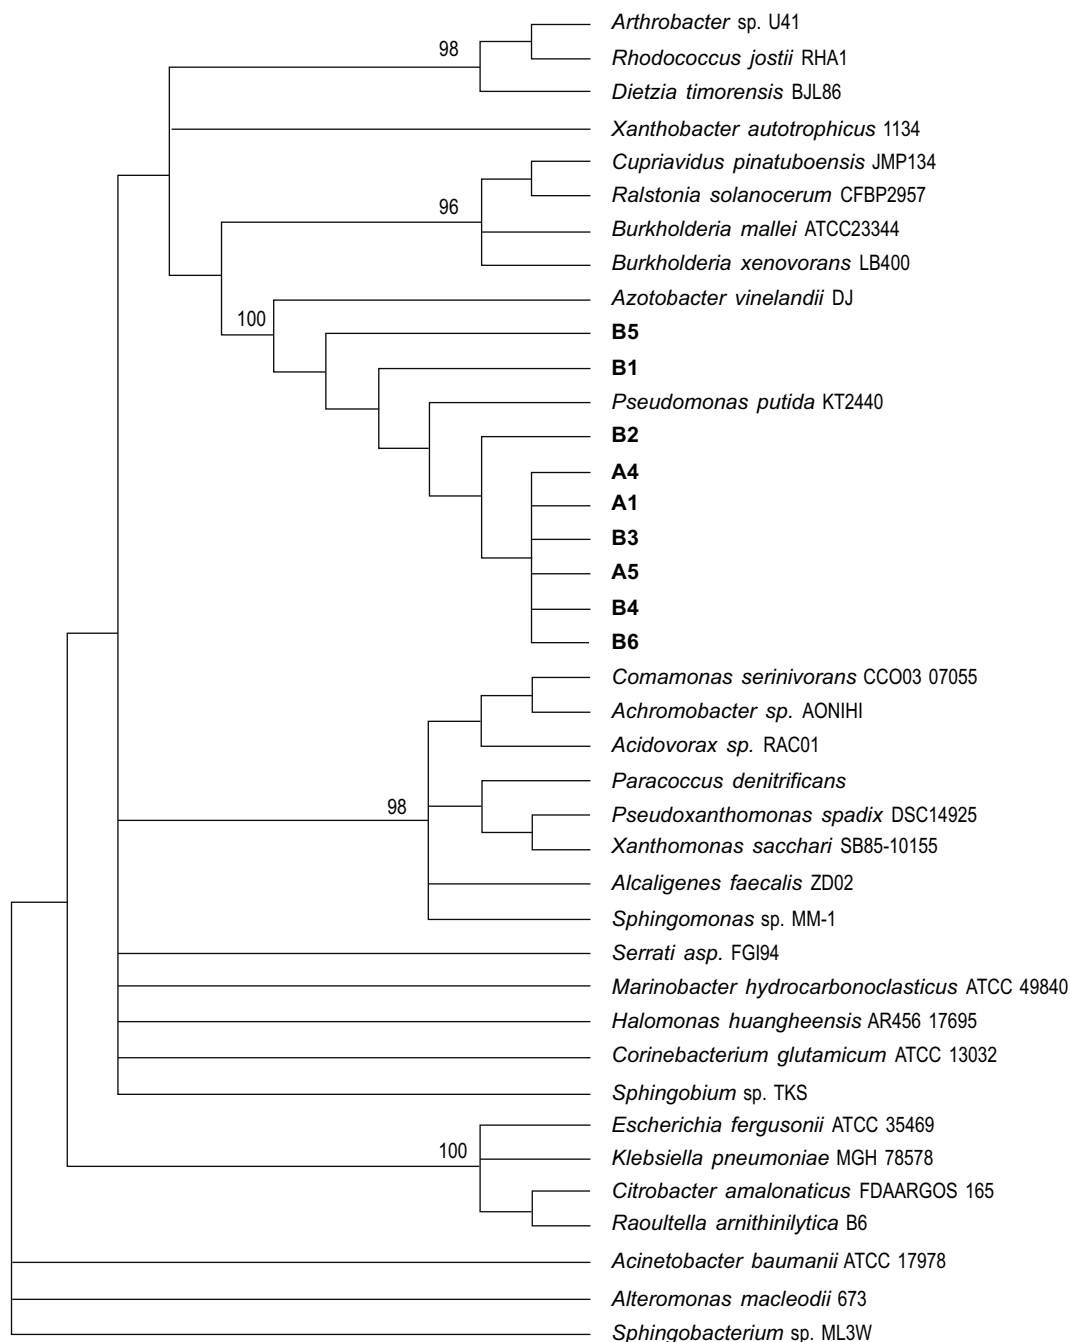 Arthrobacter sp. U41
98
Rhodococcus jostii RHA1
Dietzia timorensis BJL86
Xanthobacter autotrophicus 1134
Cupriavidus pinatuboensis JMP134
Ralstonia solanocerum CFBP2957
96
Burkholderia mallei ATCC23344
Burkholderia xenovorans LB400
Azotobacter vinelandii DJ
100
B5
B1
Pseudomonas putida KT2440
B2
A4
A1
B3
A5
B4
B6
Comamonas serinivorans CCO03 07055
Achromobacter sp. AONIHI
Acidovorax sp. RAC01
Paracoccus denitrificans
98
Pseudoxanthomonas spadix DSC14925
Xanthomonas sacchari SB85-10155
Alcaligenes faecalis ZD02
Sphingomonas sp. MM-1
Serrati asp. FGI94
Marinobacter hydrocarbonoclasticus ATCC 49840
Halomonas huangheensis AR456 17695
Corinebacterium glutamicum ATCC 13032
Sphingobium sp. TKS
Escherichia fergusonii ATCC 35469
100
Klebsiella pneumoniae MGH 78578
Citrobacter amalonaticus FDAARGOS 165
Raoultella arnithinilytica B6
Acinetobacter baumanii ATCC 17978
Alteromonas macleodii 673
Sphingobacterium sp. ML3W